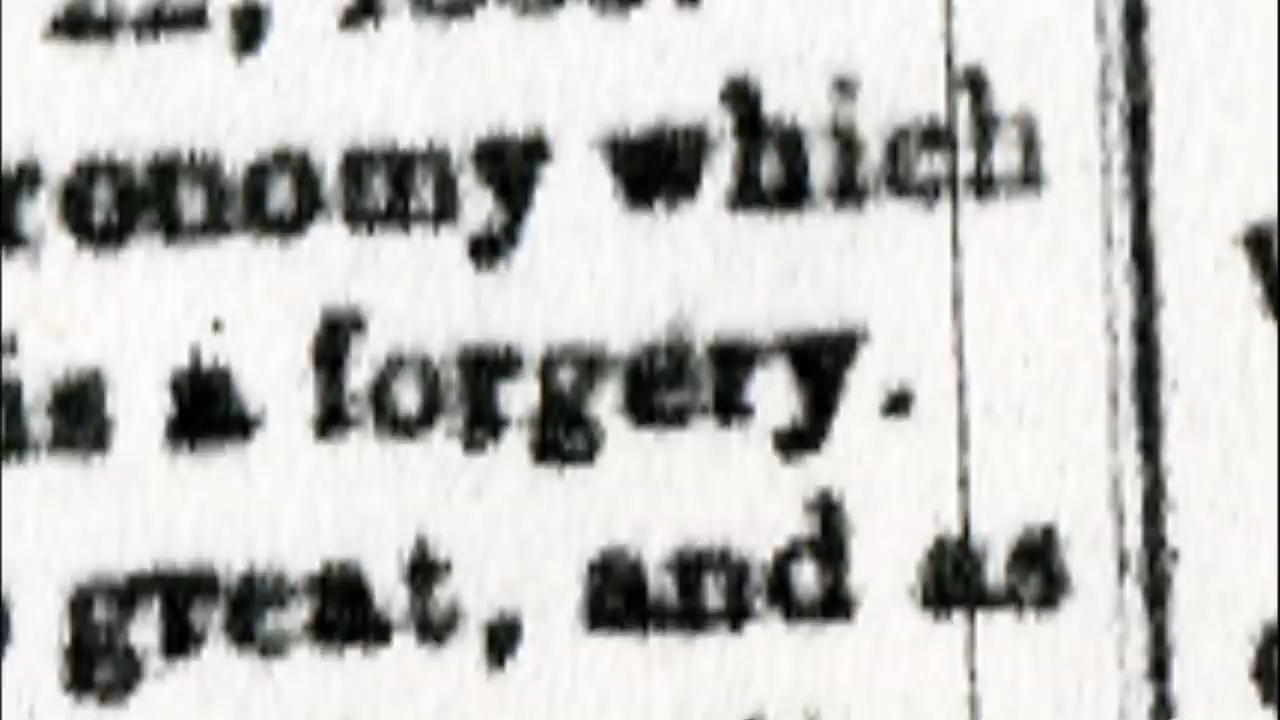 ronomy which
is a forgery.
great, and as